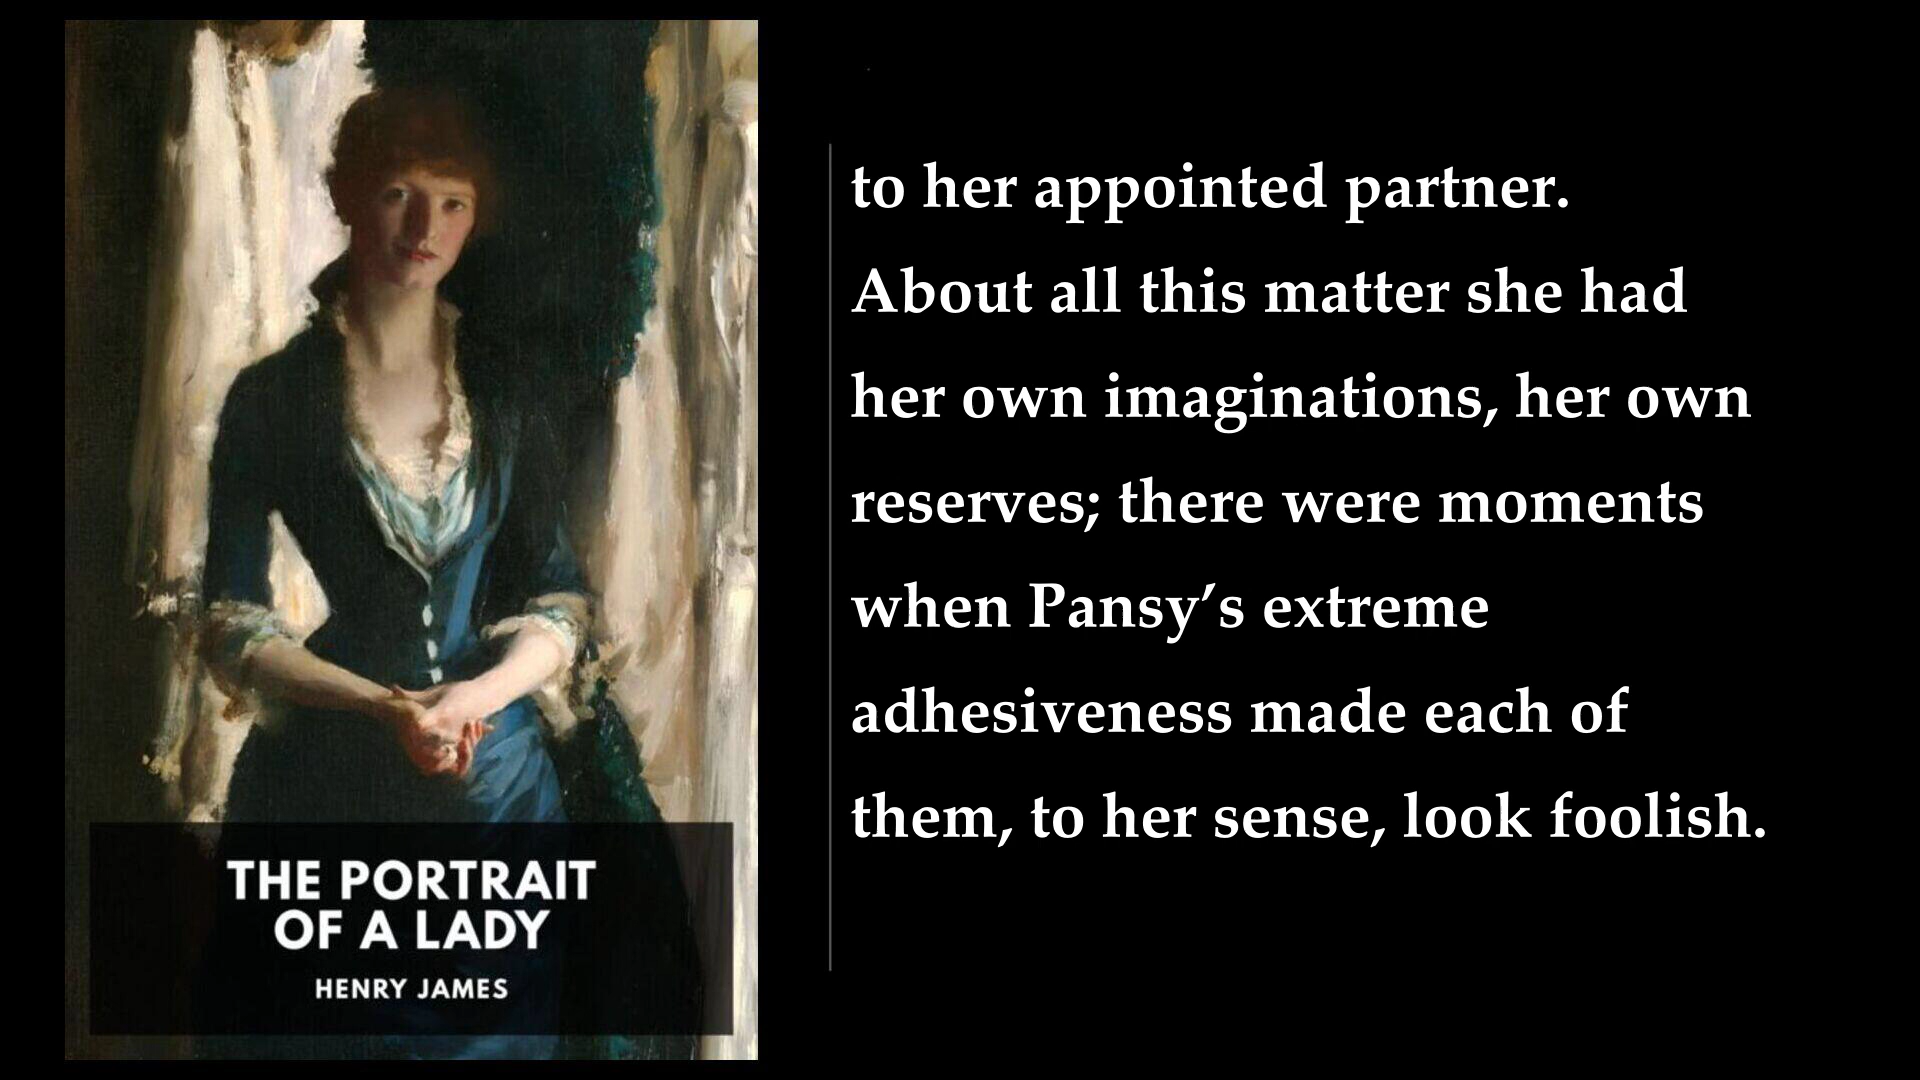 THE PORTRAIT
OF A LADY
HENRY JAMES
to her appointed partner.
About all this matter she had
her own imaginations, her own
reserves; there were moments
when Pansy’s extreme
adhesiveness made each of
them, to her sense, look foolish.